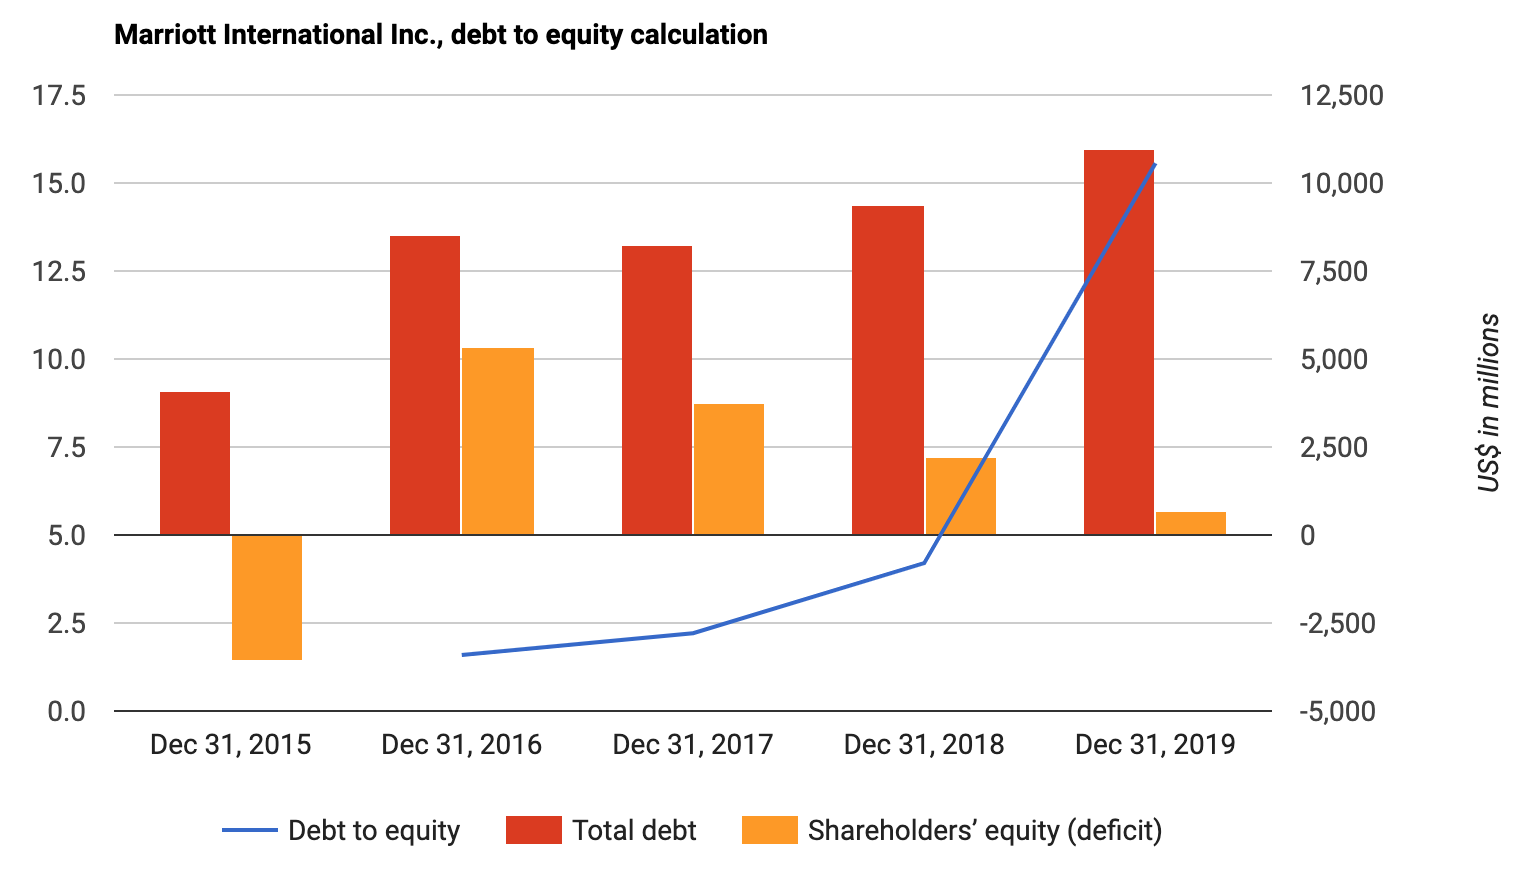 Marriott International Inc., debt to equity calculation
17.5
12,500
15.0
10,000
12.5
7,500
10.0
5,000
7.5
2,500
5.0
0
2.5
-2,500
0.0
-5,000
US$ in millions
Dec 31, 2015
Dec 31, 2016
Dec 31, 2017
Dec 31, 2018
Dec 31, 2019
Debt to equity
Total debt
Shareholders’ equity (deficit)